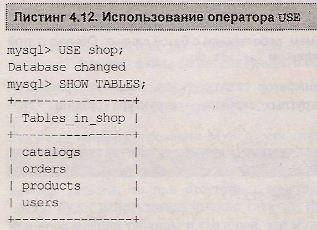 Листинг 4.12. Использование оператора USE
mysql> USE shop;
Database changed
mysql> SHOW TABLES;
+----------------+
| Tables_in_shop |
+----------------+
| catalogs       |
| orders         |
| products       |
| users          |
+----------------+